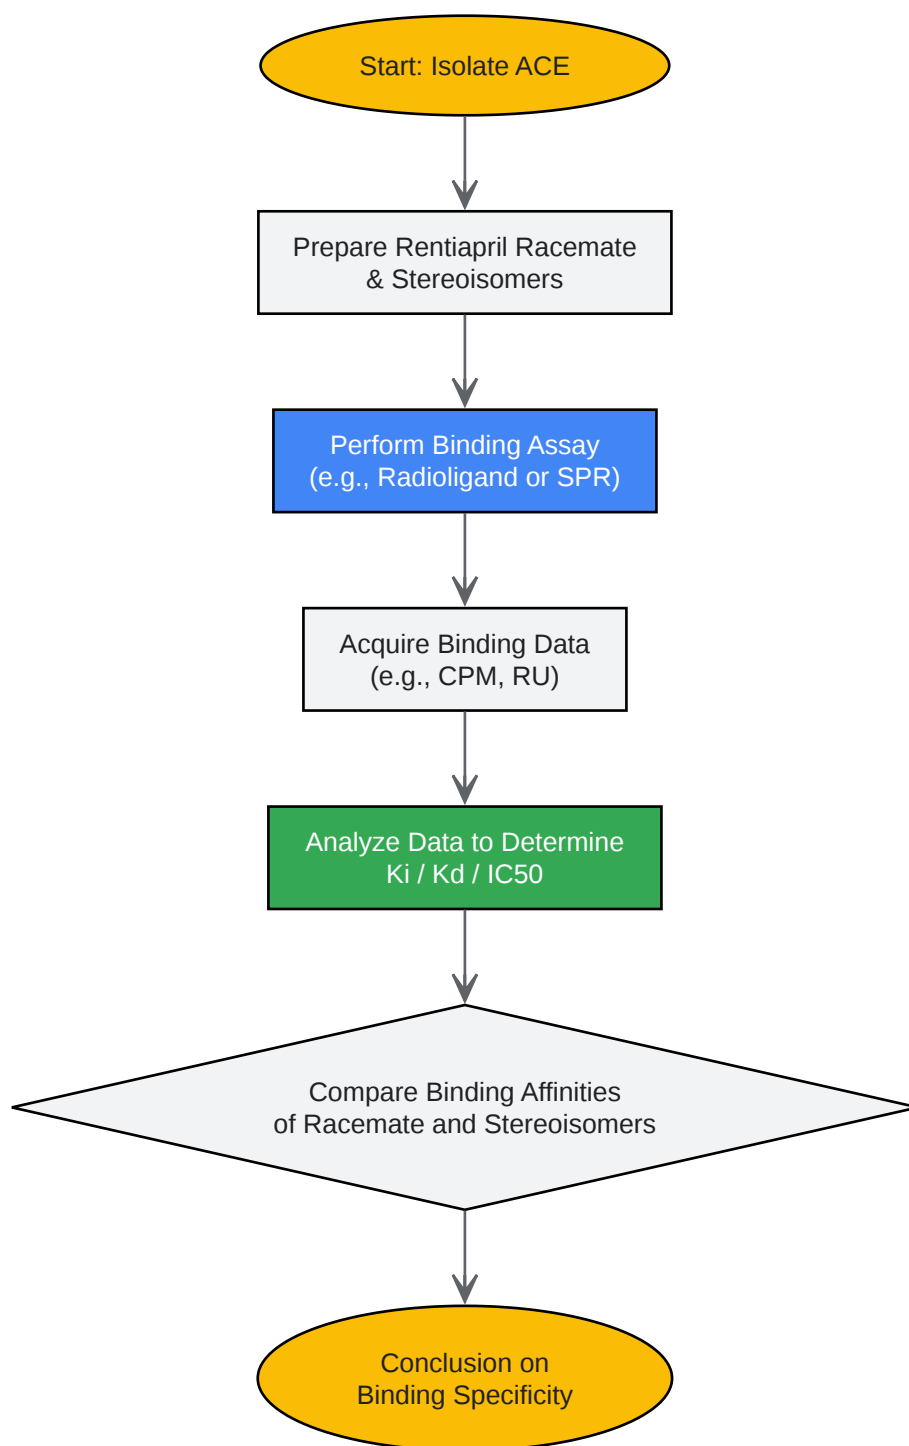 Start: Isolate ACE
Prepare Rentiapril Racemate
& Stereoisomers
Perform Binding Assay
(e.g., Radioligand or SPR)
Acquire Binding Data
(e.g., CPM, RU)
Analyze Data to Determine
Ki / Kd / IC50
Compare Binding Affinities
of Racemate and Stereoisomers
Conclusion on
Binding Specificity